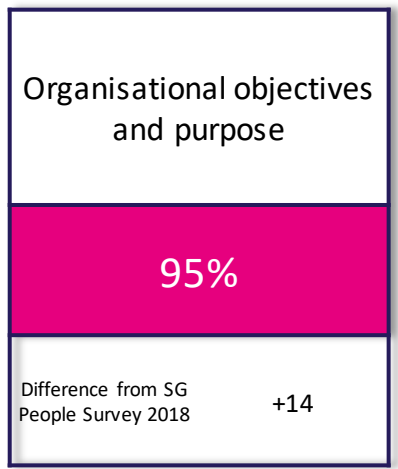 Organisational objectives
and purpose
95%
Difference from SG
People Survey 2018
+14